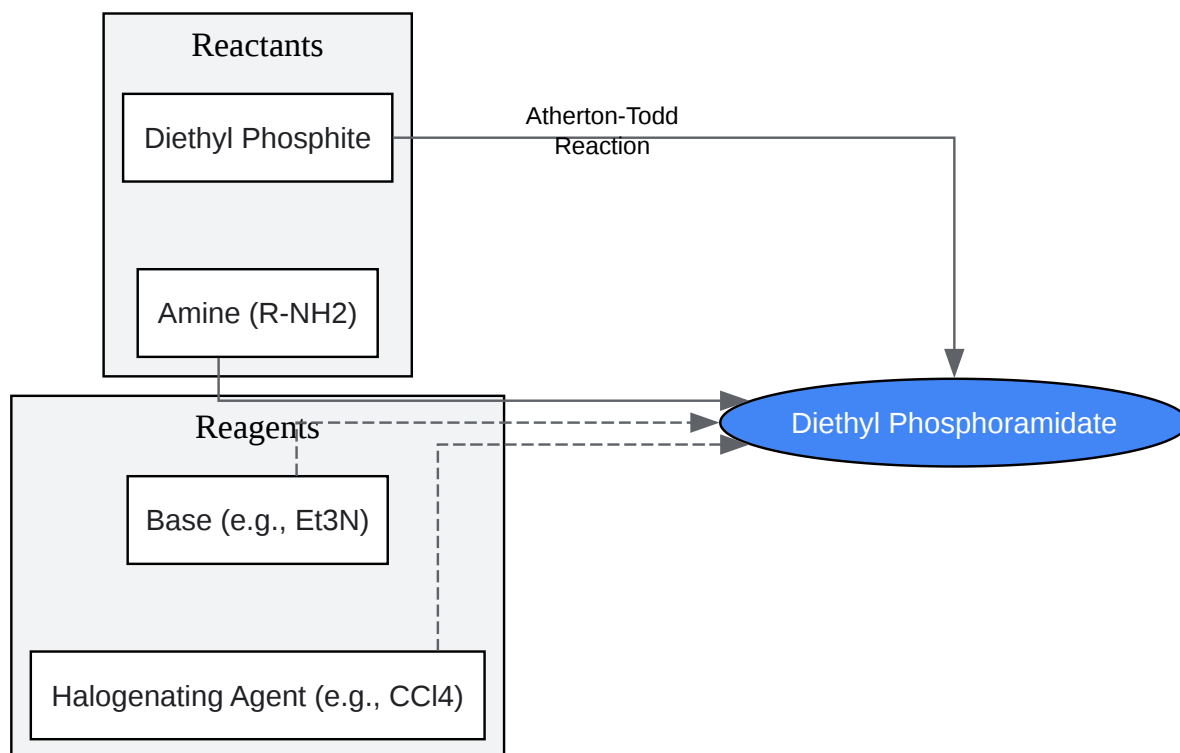 Reactants
Diethyl Phosphite
Atherton-Todd
Reaction
Amine (R-NH2)
Diethyl Phosphoramidate
Reagents
Base (e.g., Et3N)
Halogenating Agent (e.g., CCl4)